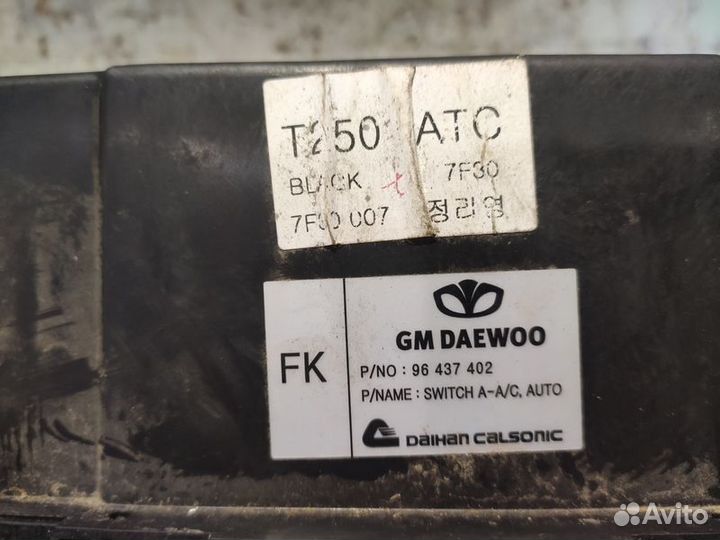 T250 ATC
BLACK 7F30
7F30 007 정리영
GM DAEWOO
FK
P/NO : 96 437 402
P/NAME : SWITCH A-A/C, AUTO
DAIHAN CALSONIC
Avito